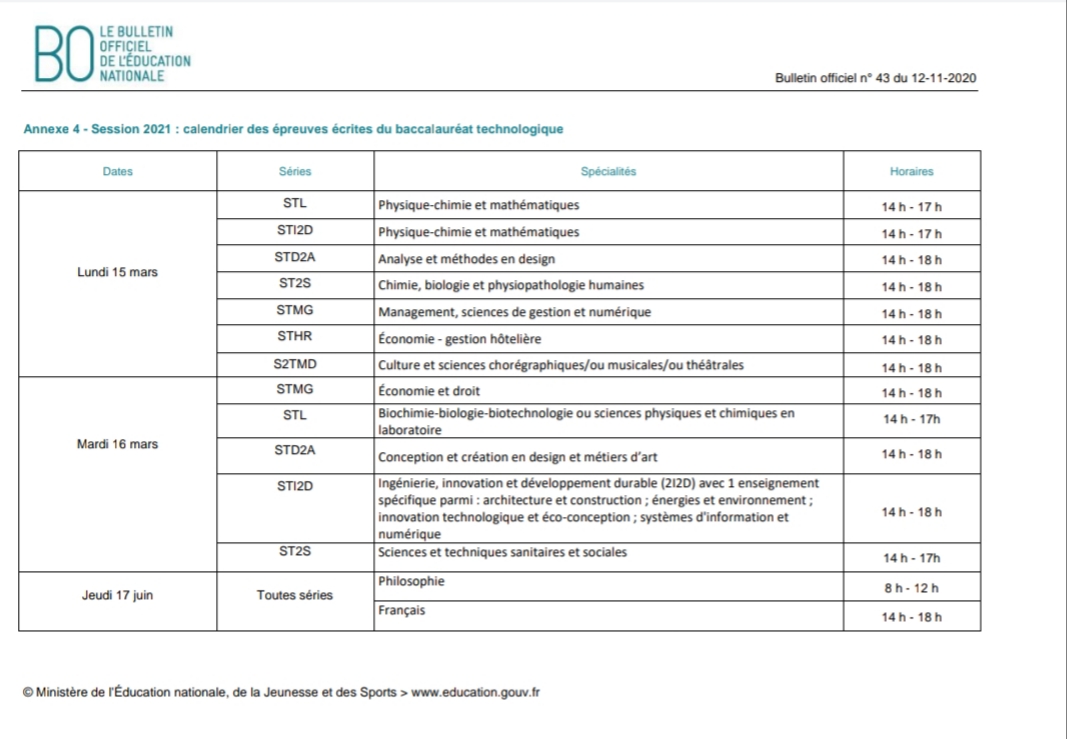 BO
LE BULLETIN
OFFICIEL
DE L'ÉDUCATION
NATIONALE
Bulletin officiel n° 43 du 12-11-2020
Annexe 4 - Session 2021 : calendrier des épreuves écrites du baccalauréat technologique
Dates Séries Spécialités Horaires
Lundi 15 mars
STL Physique-chimie et mathématiques 14 h - 17 h
STI2D Physique-chimie et mathématiques 14 h - 17 h
STD2A Analyse et méthodes en design 14 h - 18 h
ST2S Chimie, biologie et physiopathologie humaines 14 h - 18 h
STMG Management, sciences de gestion et numérique 14 h - 18 h
STHR Économie - gestion hôtelière 14 h - 18 h
S2TMD Culture et sciences chorégraphiques/ou musicales/ou théâtrales 14 h - 18 h
Mardi 16 mars
STMG Économie et droit 14 h - 18 h
STL Biochimie-biologie-biotechnologie ou sciences physiques et chimiques en
laboratoire 14 h - 17h
STD2A Conception et création en design et métiers d'art 14 h - 18 h
STI2D Ingénierie, innovation et développement durable (2I2D) avec 1 enseignement
spécifique parmi : architecture et construction ; énergies et environnement ;
innovation technologique et éco-conception ; systèmes d'information et
numérique 14 h - 18 h
ST2S Sciences et techniques sanitaires et sociales 14 h - 17h
Jeudi 17 juin Toutes séries
Philosophie 8 h - 12 h
Français 14 h - 18 h
© Ministère de l'Éducation nationale, de la Jeunesse et des Sports > www.education.gouv.fr